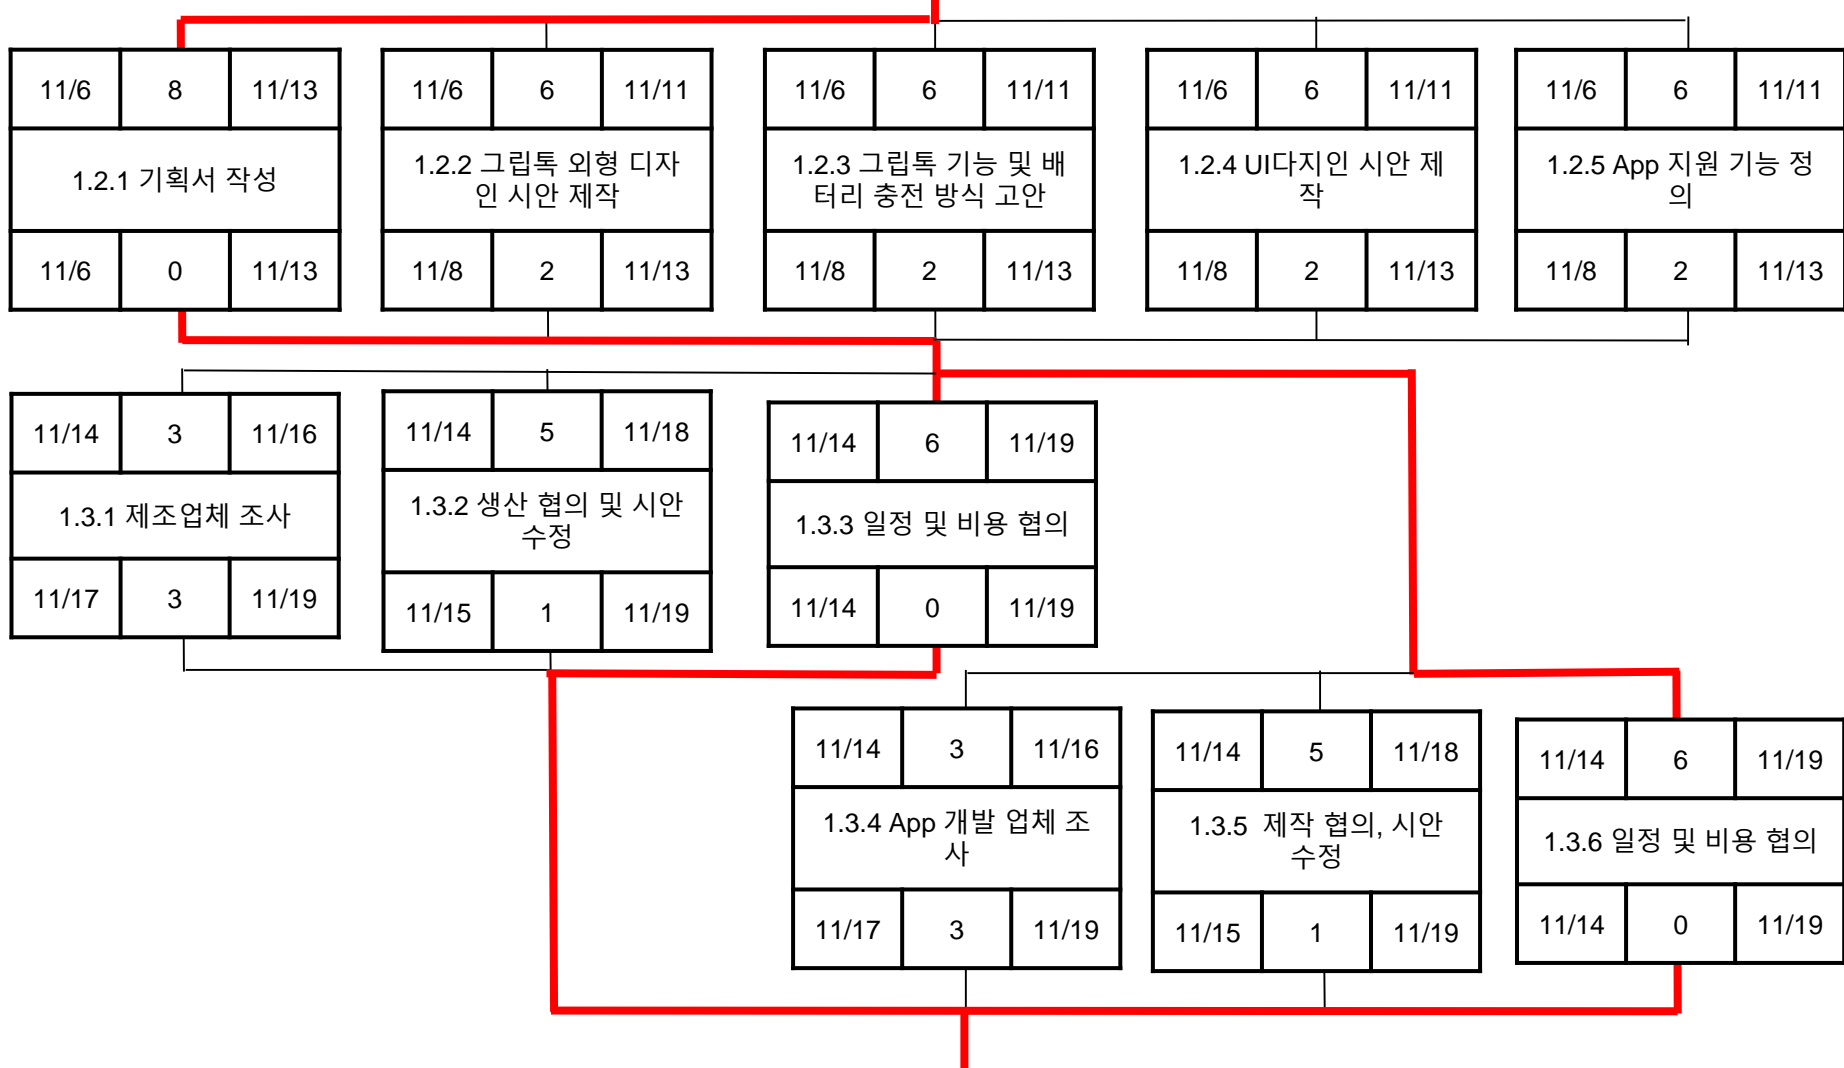 11/6 8 11/13
1.2.1 기획서 작성
11/6 0 11/13
11/6 6 11/11
1.2.2 그립톡 외형 디자
인 시안 제작
11/8 2 11/13
11/6 6 11/11
1.2.3 그립톡 기능 및 배
터리 충전 방식 고안
11/8 2 11/13
11/6 6 11/11
1.2.4 UI다지인 시안 제
작
11/8 2 11/13
11/6 6 11/11
1.2.5 App 지원 기능 정
의
11/8 2 11/13
11/14 3 11/16
1.3.1 제조업체 조사
11/17 3 11/19
11/14 5 11/18
1.3.2 생산 협의 및 시안
수정
11/15 1 11/19
11/14 6 11/19
1.3.3 일정 및 비용 협의
11/14 0 11/19
11/14 3 11/16
1.3.4 App 개발 업체 조
사
11/17 3 11/19
11/14 5 11/18
1.3.5 제작 협의, 시안
수정
11/15 1 11/19
11/14 6 11/19
1.3.6 일정 및 비용 협의
11/14 0 11/19